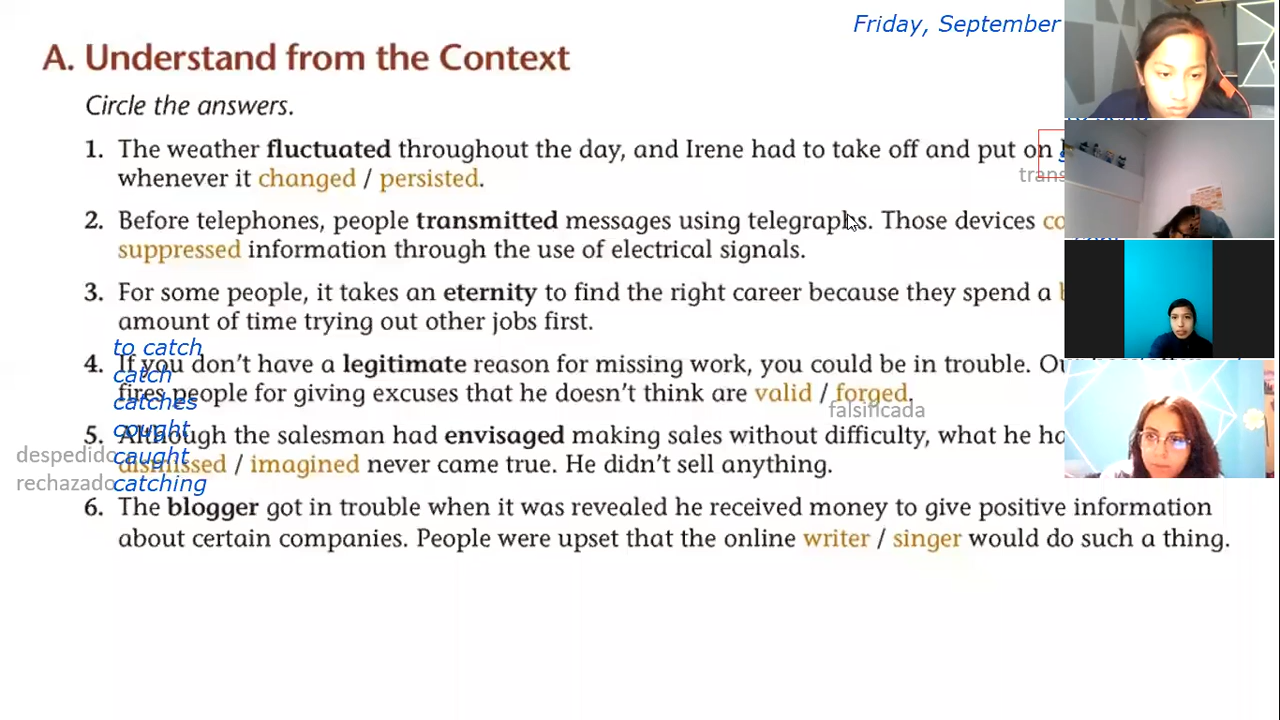 Friday, September
A. Understand from the Context
Circle the answers.
1. The weather fluctuated throughout the day, and Irene had to take off and put on
whenever it changed / persisted.
2. Before telephones, people transmitted messages using telegraphs. Those devices
suppressed information through the use of electrical signals.
3. For some people, it takes an eternity to find the right career because they spend a
amount of time trying out other jobs first.
to catch
4. If you don't have a legitimate reason for missing work, you could be in trouble.
catch
fires people for giving excuses that he doesn't think are valid / forged.
catches
falsificada
cought
5. Although the salesman had envisaged making sales without difficulty, what he
despedido
caught
dismissed / imagined never came true. He didn't sell anything.
rechazado
catching
6. The blogger got in trouble when it was revealed he received money to give positive information
about certain companies. People were upset that the online writer / singer would do such a thing.